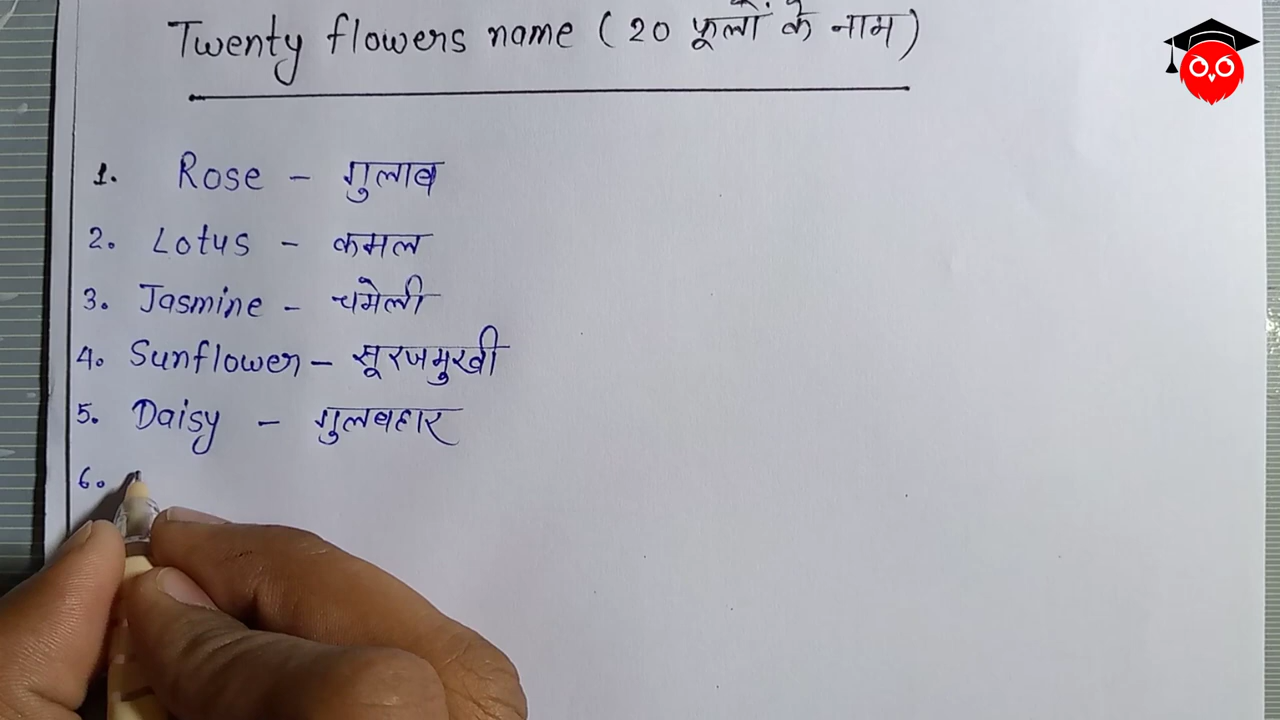 Twenty flowers name (20 फूलों के नाम)
1. Rose - गुलाब
2. Lotus - कमल
3. Jasmine - चमेली
4. Sunflower - सूरजमुखी
5. Daisy - गुलबहार
6.